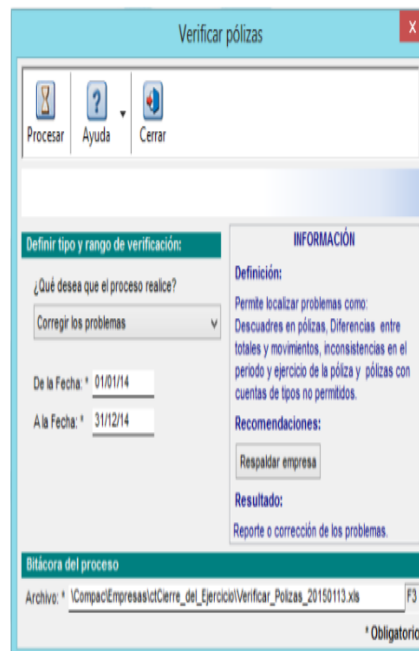 Verificar pólizas
x
Procesar
Ayuda
Cerrar
Definir tipo y rango de verificación:
¿Qué desea que el proceso realice?
Corregir los problemas
De la Fecha: * 01/01/14
A la Fecha: * 31/12/14
INFORMACIÓN
Definición:
Permite localizar problemas como:
Descuadres en pólizas, Diferencias entre
totales y movimientos, inconsistencias en el
periodo y ejercicio de la póliza y pólizas con
cuentas de tipos no permitidos.
Recomendaciones:
Respaldar empresa
Resultado:
Reporte o corrección de los problemas.
Bitácora del proceso
Archivo: * \Compac\Empresas\ctCierre_del_Ejercicio\Verificar_Polizas_20150113.xls F3
* Obligatorio